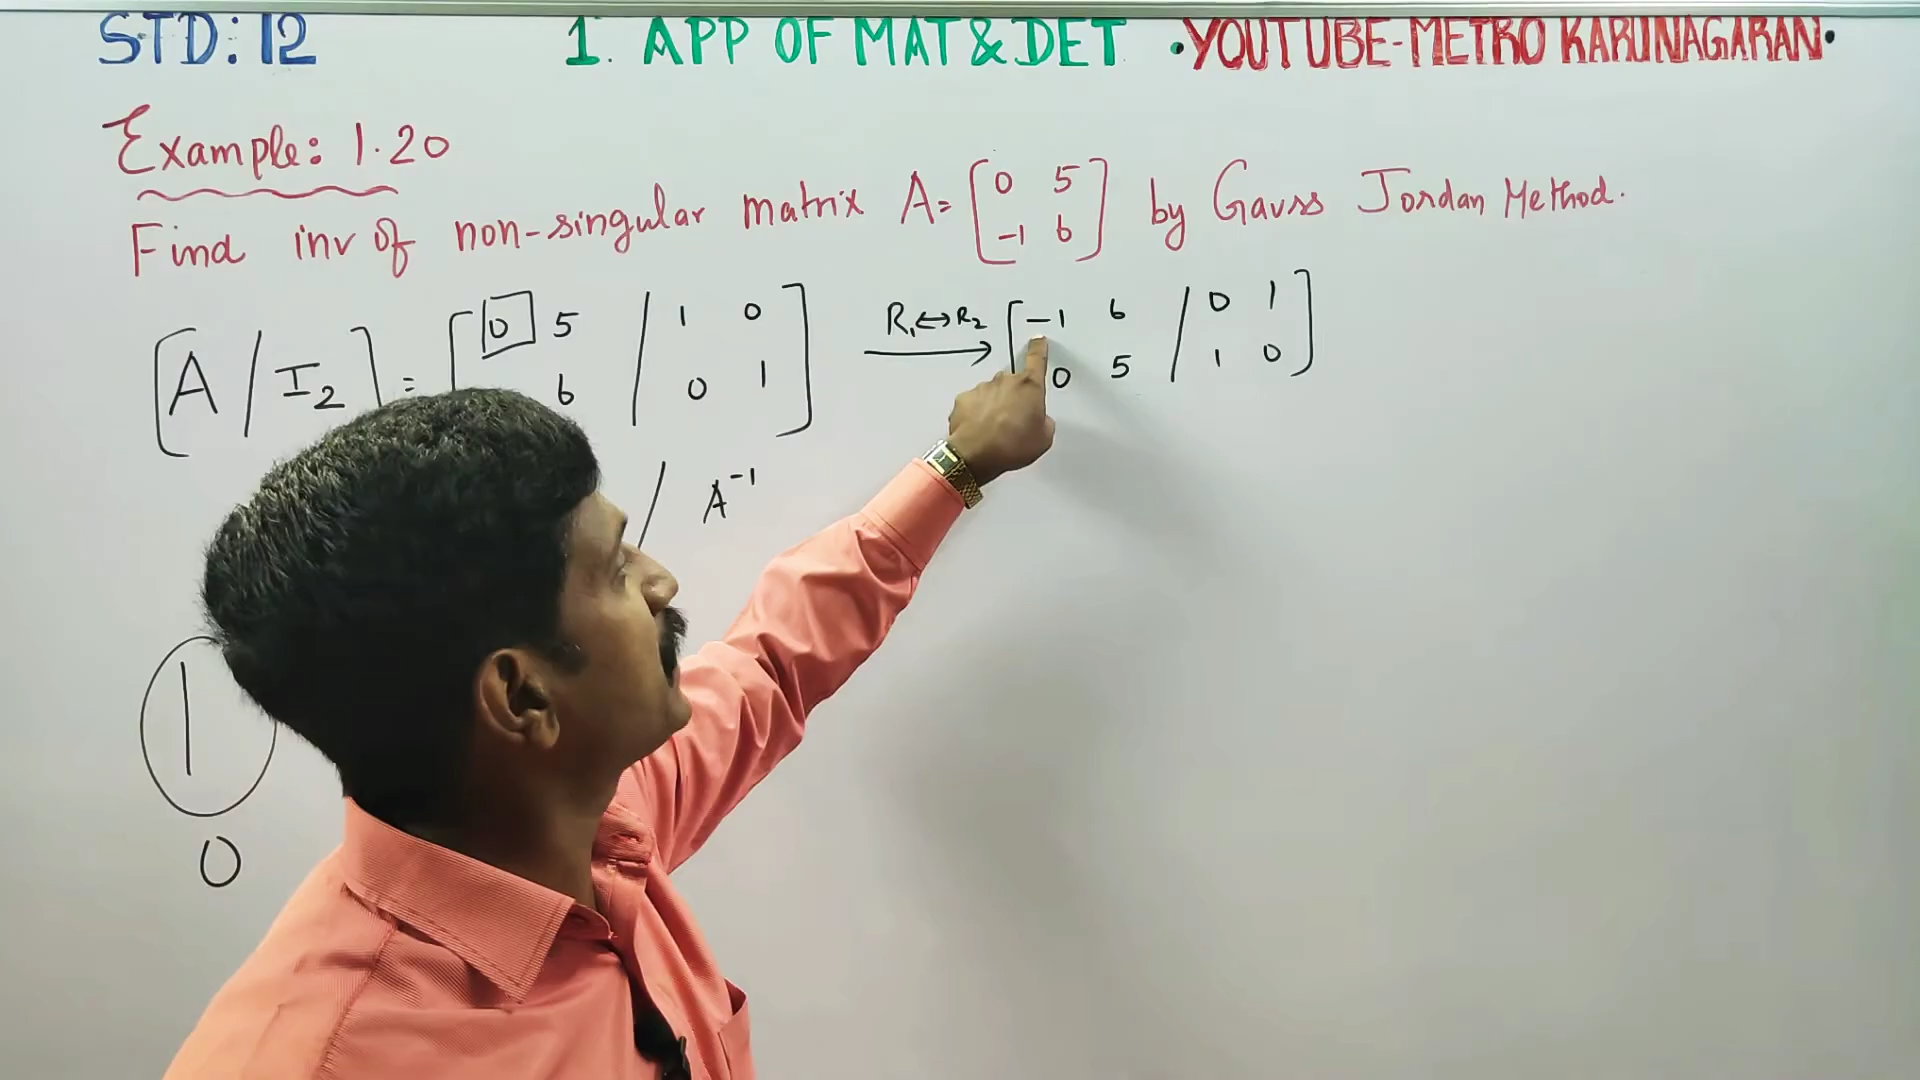 STD: 12 1. APP OF MAT & DET •YOUTUBE-METRO KARUNAGARAN•
Example: 1.20
Find inv of non-singular matrix A= [0 5 by Gauss Jordan Method.
-1 6]
[A / I2] = [0 5 / 1 0 R1↔R2 → [-1 6 / 0 1
6 / 0 1] 0 5 / 1 0]
/ A⁻¹
1
0